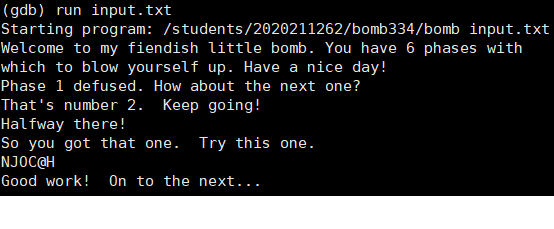 (gdb) run input.txt
Starting program: /students/2020211262/bomb334/bomb input.txt
Welcome to my fiendish little bomb. You have 6 phases with
which to blow yourself up. Have a nice day!
Phase 1 defused. How about the next one?
That's number 2.  Keep going!
Halfway there!
So you got that one.  Try this one.
NJOC@H
Good work!  On to the next...